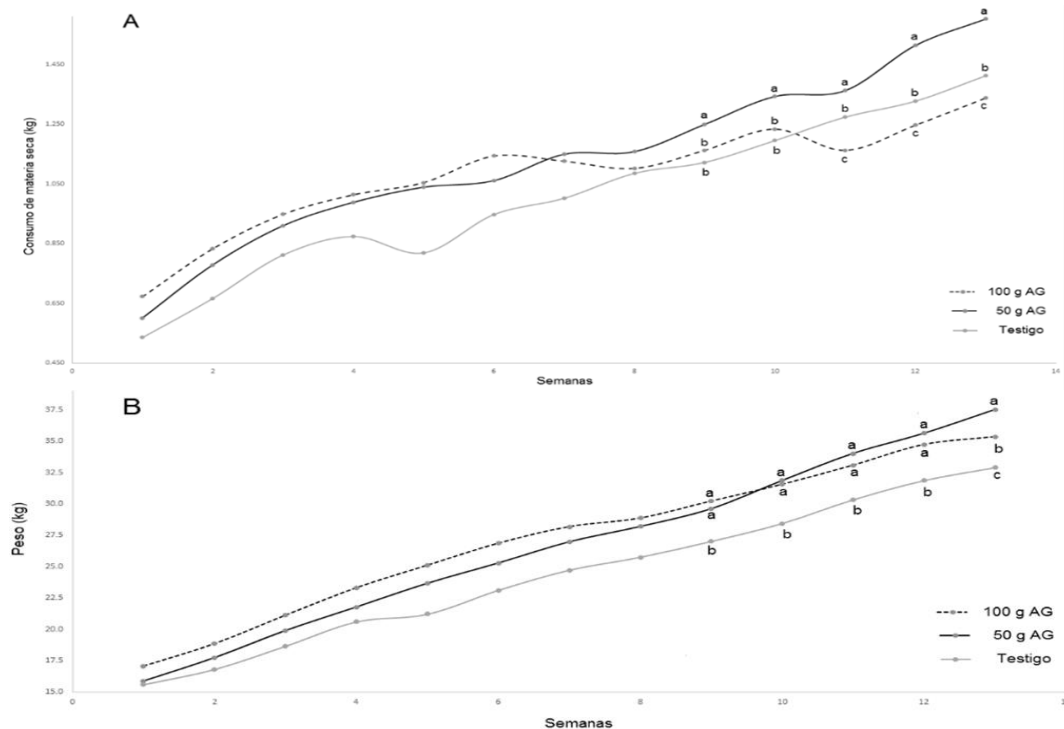 A
Consumo de materia seca (kg)
1.450
1.250
1.050
0.850
0.650
0.450
a
a
a
a
a
b
b
b
b
b
b
b
c
c
c
100 g AG
50 g AG
Testigo
0 2 4 6 8 10 12 14
Semanas
B
Peso (kg)
37.5
35.0
32.5
30.0
27.5
25.0
22.5
20.0
17.5
15.0
a
a
a
a
a
a
a
a
a
b
b
b
b
b
c
100 g AG
50 g AG
Testigo
0 2 4 6 8 10 12
Semanas